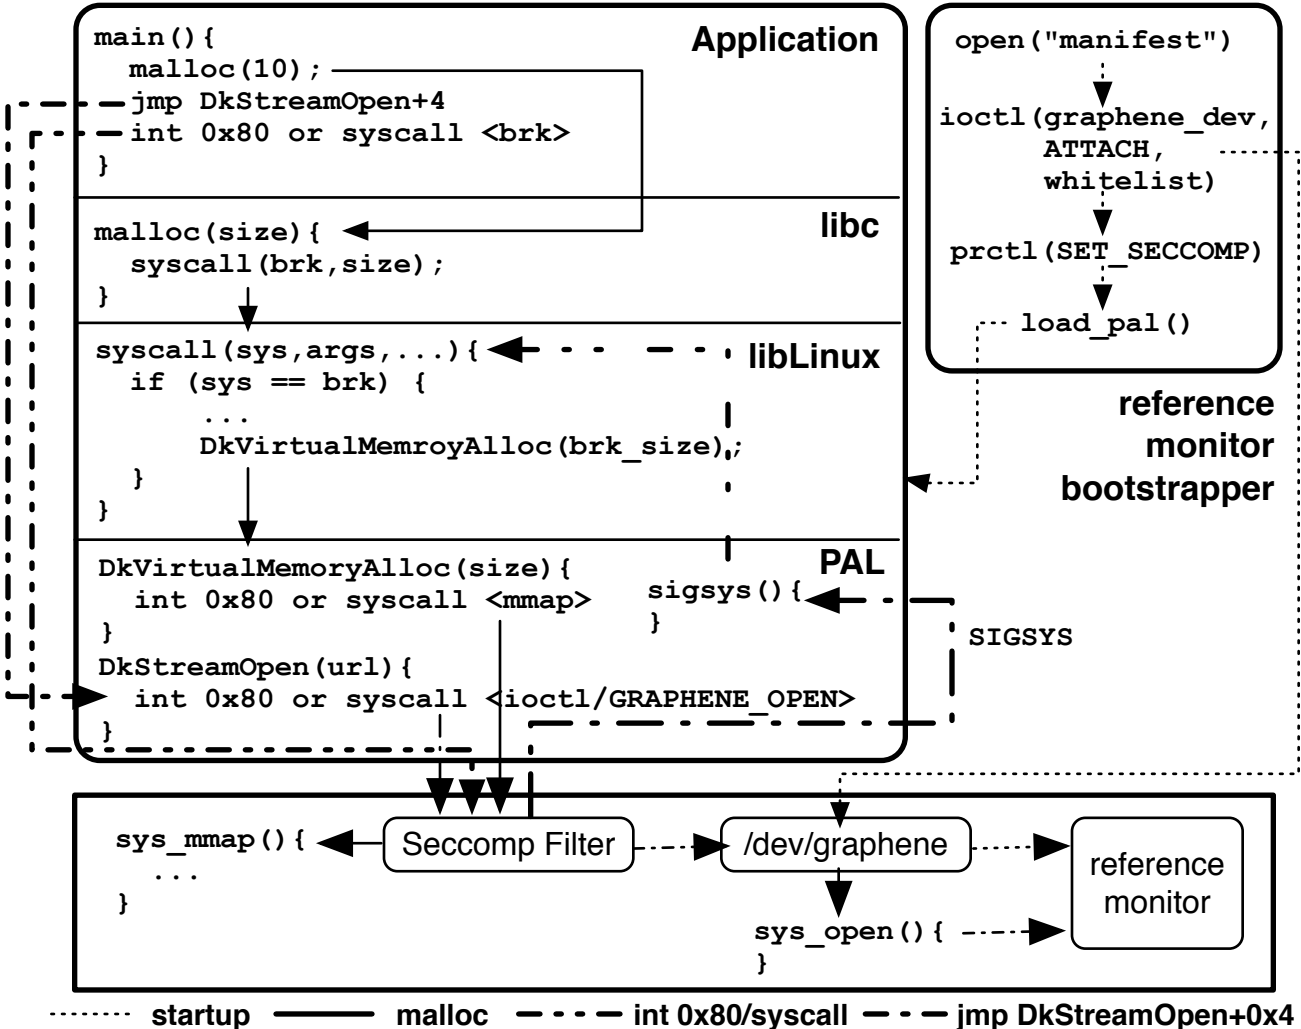 main(){
Application
malloc(10);
jmp DkStreamOpen+4
int 0x80 or syscall <brk>
}
libc
malloc(size){
syscall(brk,size);
}
libLinux
syscall(sys,args,...){
if (sys == brk) {
...
DkVirtualMemroyAlloc(brk_size);
}
}
PAL
DkVirtualMemoryAlloc(size){
int 0x80 or syscall <mmap>
}
sigsys(){
}
DkStreamOpen(url){
int 0x80 or syscall <ioctl/GRAPHENE_OPEN>
}
SIGSYS
open("manifest")
ioctl(graphene_dev,
ATTACH,
whitelist)
prctl(SET_SECCOMP)
load_pal()
reference
monitor
bootstrapper
sys_mmap(){
...
}
Seccomp Filter
/dev/graphene
reference
monitor
sys_open(){
}
startup malloc int 0x80/syscall jmp DkStreamOpen+0x4